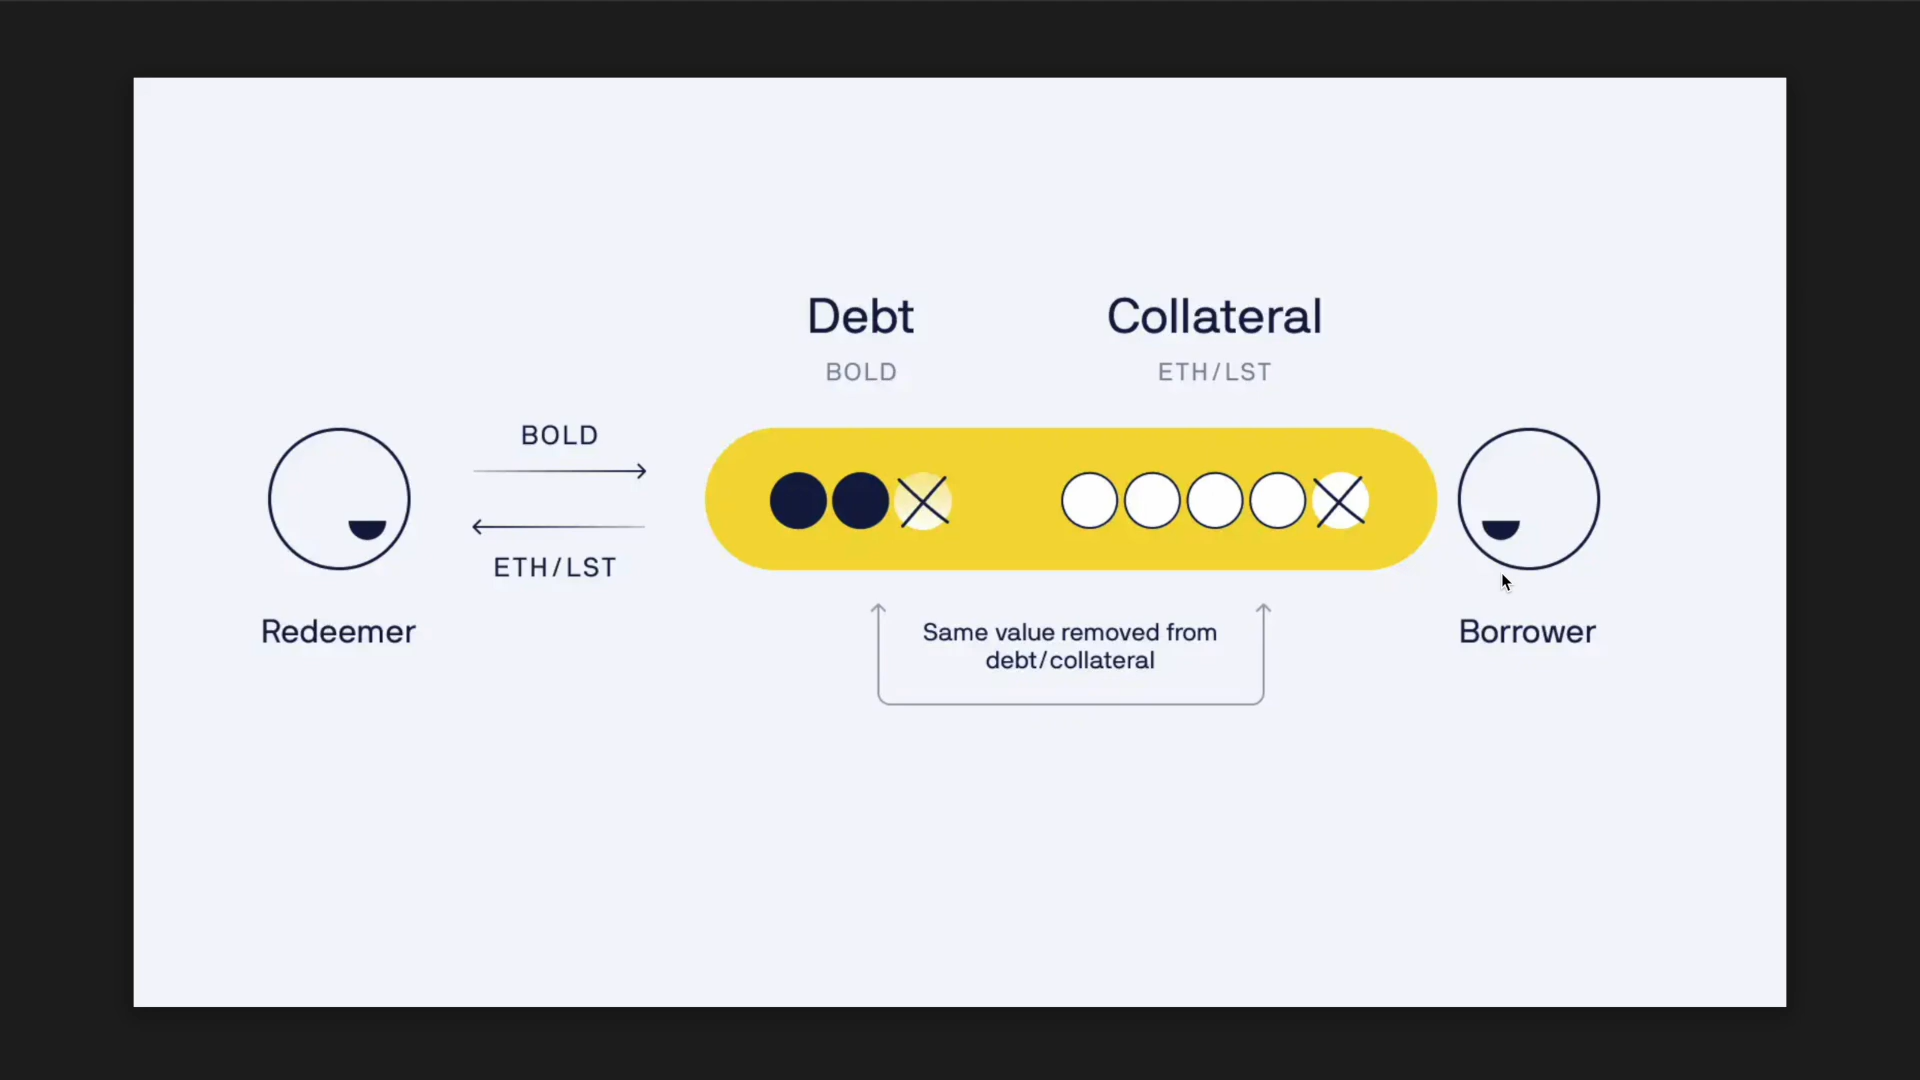 Debt
BOLD
Collateral
ETH/LST
BOLD
ETH/LST
Redeemer
Same value removed from
debt/collateral
Borrower